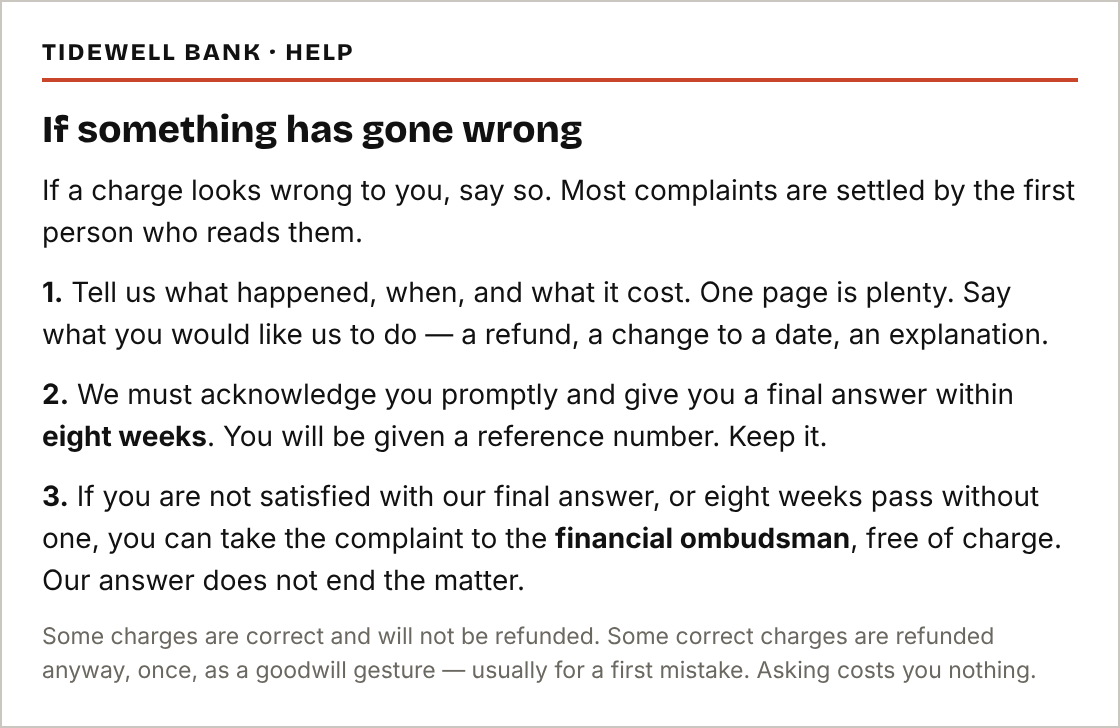 TIDEWELL BANK · HELP
If something has gone wrong
If a charge looks wrong to you, say so. Most complaints are settled by the first
person who reads them.
1. Tell us what happened, when, and what it cost. One page is plenty. Say
what you would like us to do — a refund, a change to a date, an explanation.
2. We must acknowledge you promptly and give you a final answer within
eight weeks. You will be given a reference number. Keep it.
3. If you are not satisfied with our final answer, or eight weeks pass without
one, you can take the complaint to the financial ombudsman, free of charge.
Our answer does not end the matter.
Some charges are correct and will not be refunded. Some correct charges are refunded
anyway, once, as a goodwill gesture — usually for a first mistake. Asking costs you nothing.